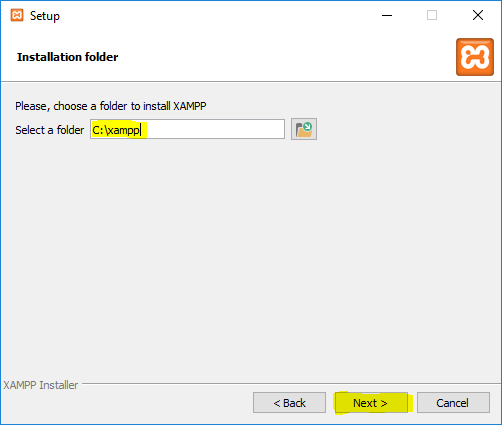 Setup
Installation folder
Please, choose a folder to install XAMPP
Select a folder C:\xampp
XAMPP Installer
< Back Next > Cancel